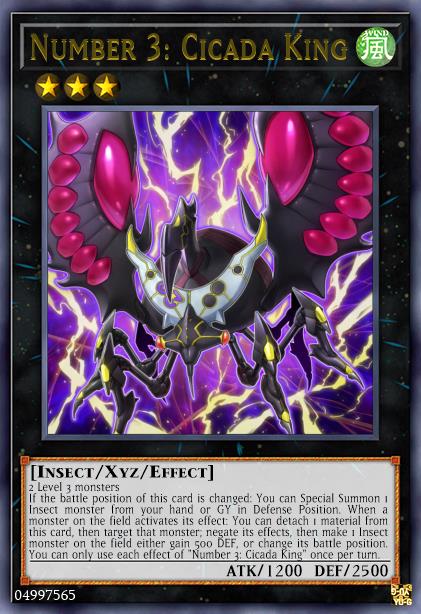 Number 3: Cicada King
WIND
風
[Insect/Xyz/Effect]
2 Level 3 monsters
If the battle position of this card is changed: You can Special Summon 1
Insect monster from your hand or GY in Defense Position. When a
monster on the field activates its effect: You can detach 1 material from
this card, then target that monster; negate its effects, then make 1 Insect
monster on the field either gain 500 DEF, or change its battle position.
You can only use each effect of "Number 3: Cicada King" once per turn.
ATK/1200 DEF/2500
04997565